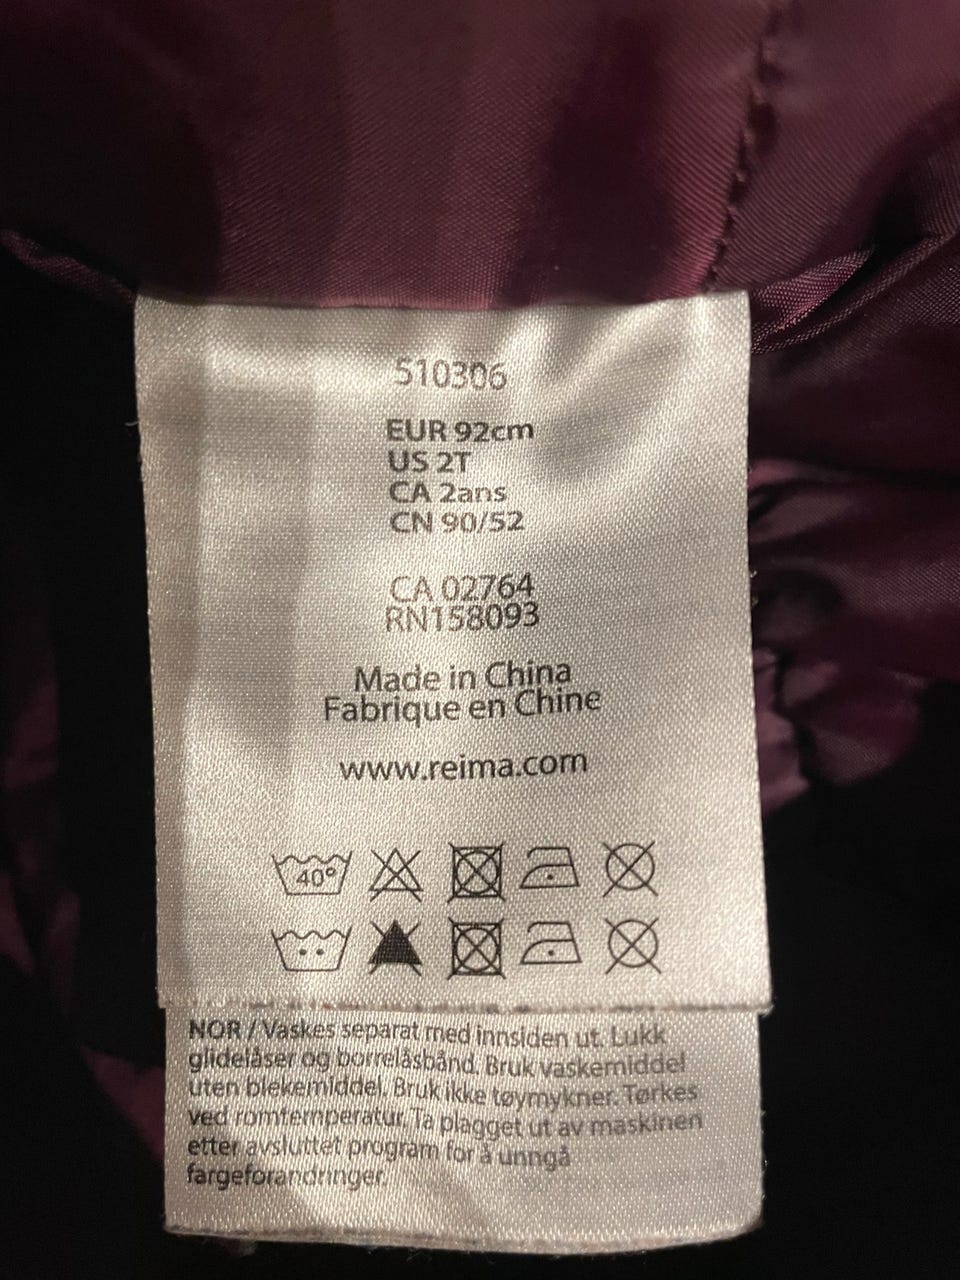 510306
EUR 92cm
US 2T
CA 2ans
CN 90/52
CA 02764
RN158093
Made in China
Fabrique en Chine
www.reima.com
40°
NOR / Vaskes separat med innsiden ut. Lukk
glidelåser og borrelåsbånd. Bruk vaskemiddel
uten blekemiddel. Bruk ikke tøymykner. Tørkes
ved romtemperatur. Ta plagget ut av maskinen
etter avsluttet program for å unngå
fargeforandringer.